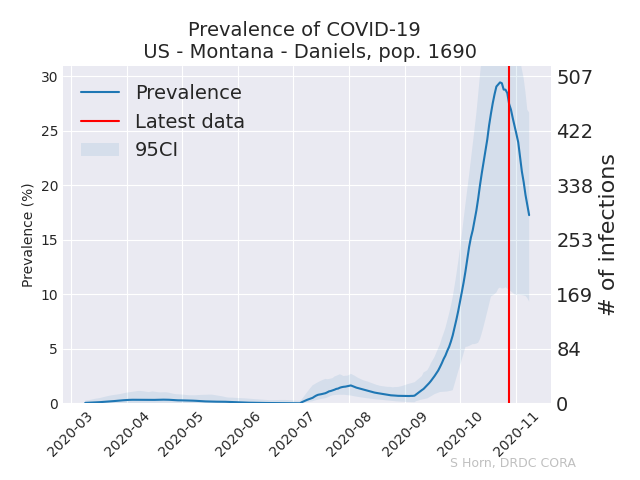 Prevalence of COVID-19
US - Montana - Daniels, pop. 1690
Prevalence
Latest data
95CI
Prevalence (%)
30
25
20
15
10
5
0
507
422
338
253
169
84
0
# of infections
2020-03
2020-04
2020-05
2020-06
2020-07
2020-08
2020-09
2020-10
2020-11
S Horn, DRDC CORA